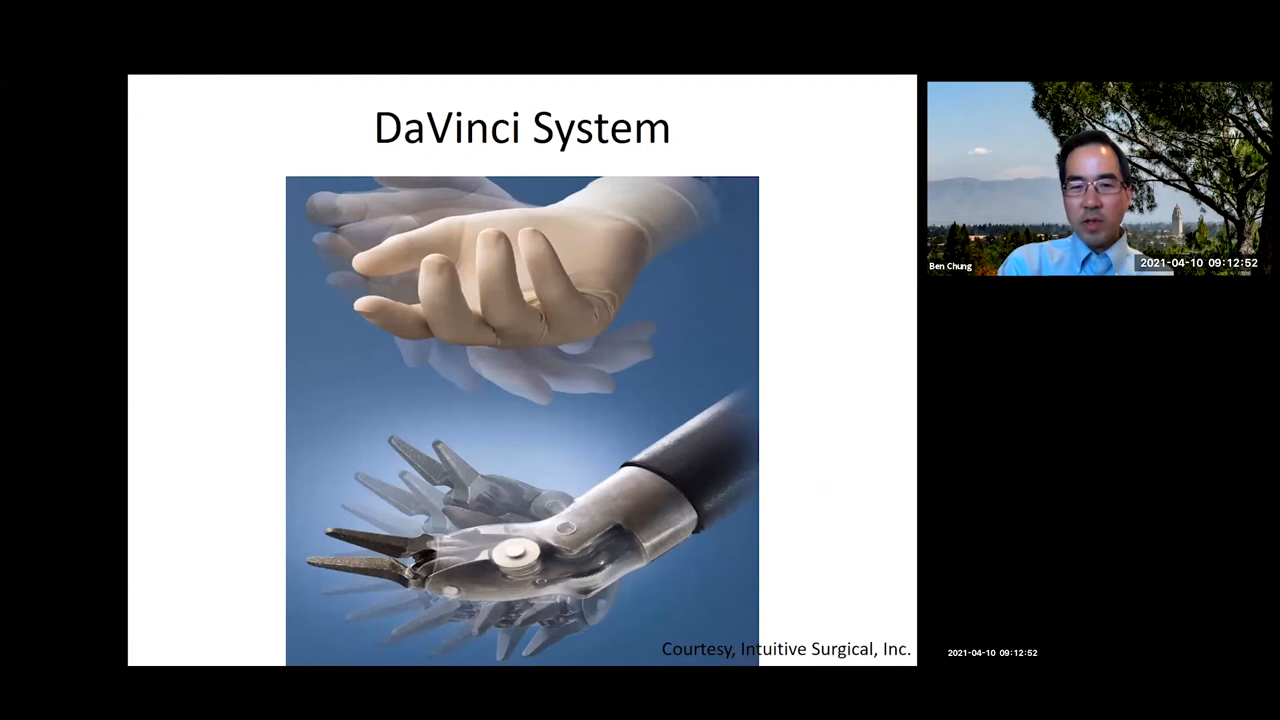 DaVinci System
Courtesy, Intuitive Surgical, Inc.
Ben Chung
2021-04-10 09:12:52
2021-04-10 09:12:52